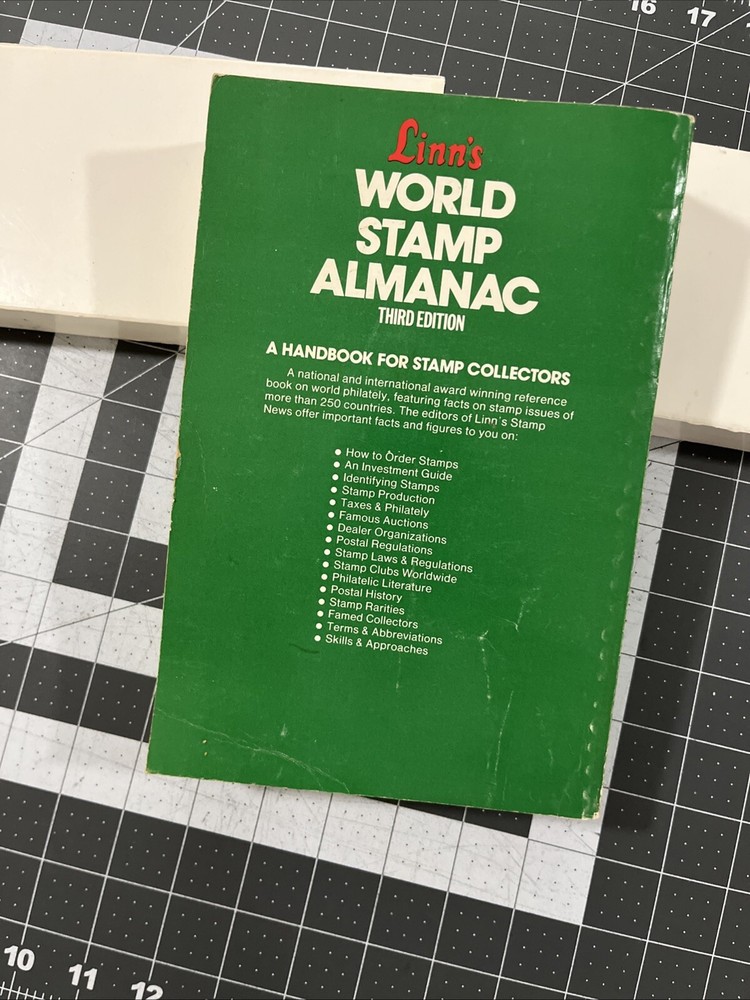 16 17
Linn's
WORLD
STAMP
ALMANAC
THIRD EDITION
A HANDBOOK FOR STAMP COLLECTORS
A national and international award winning reference
book on world philately, featuring facts on stamp issues of
more than 250 countries. The editors of Linn's Stamp
News offer important facts and figures to you on:
● How to Order Stamps
● An Investment Guide
● Identifying Stamps
● Stamp Production
● Taxes & Philately
● Famous Auctions
● Dealer Organizations
● Postal Regulations
● Stamp Laws & Regulations
● Stamp Clubs Worldwide
● Philatelic Literature
● Postal History
● Stamp Rarities
● Famed Collectors
● Terms & Abbreviations
● Skills & Approaches
10 11 12